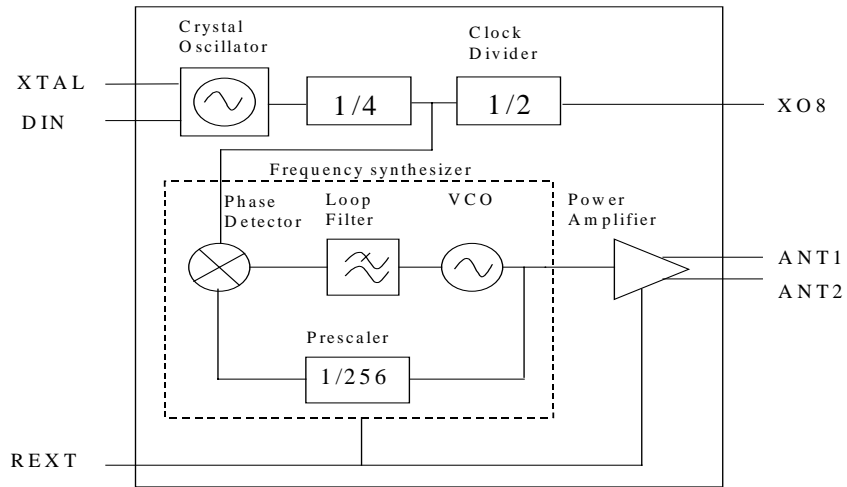 Crystal
Oscillator
Clock
Divider
XTAL
DIN
1/4
1/2
XO8
Frequency synthesizer
Phase
Detector
Loop
Filter
VCO
Power
Amplifier
ANT1
ANT2
Prescaler
1/256
REXT